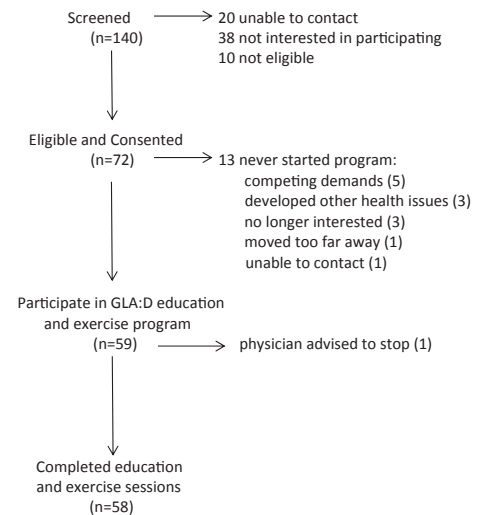 Screened
(n=140)
20 unable to contact
38 not interested in participating
10 not eligible
Eligible and Consented
(n=72)
13 never started program:
competing demands (5)
developed other health issues (3)
no longer interested (3)
moved too far away (1)
unable to contact (1)
Participate in GLA:D education
and exercise program
(n=59)
physician advised to stop (1)
Completed education
and exercise sessions
(n=58)